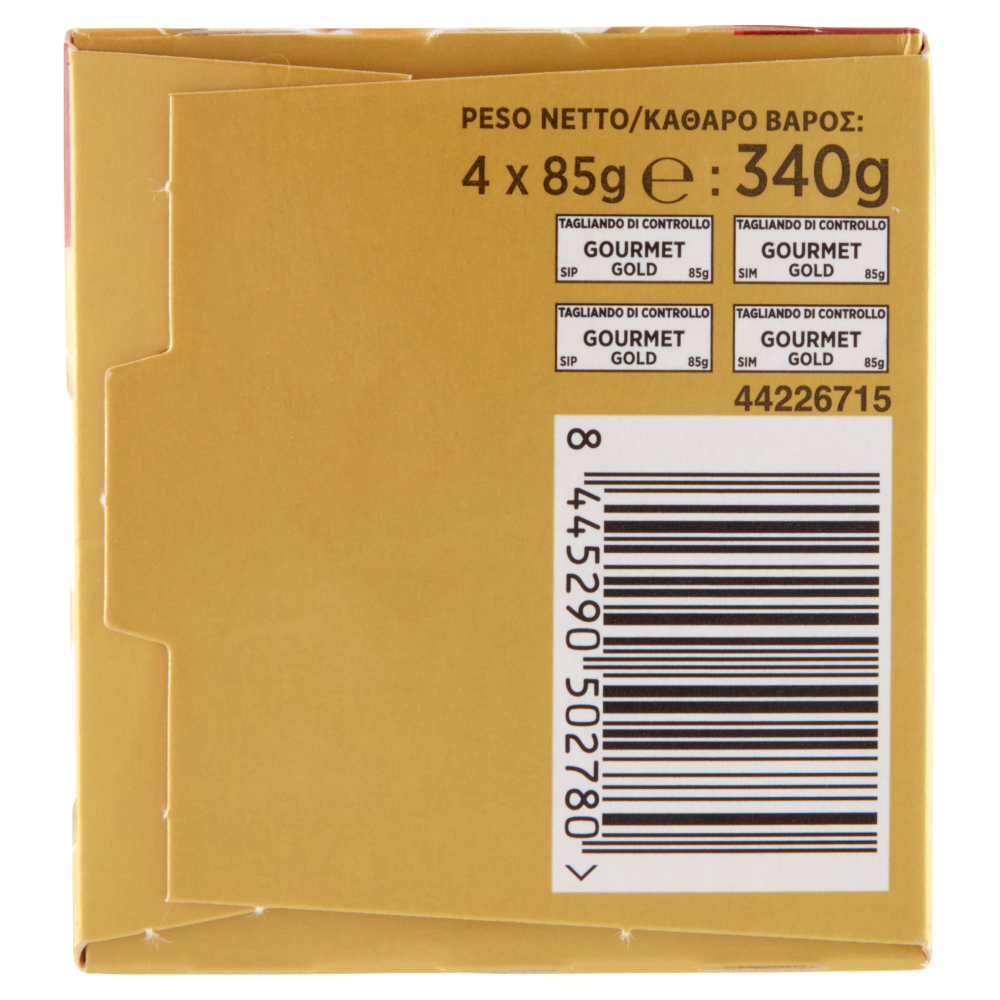 PESO NETTO/ΚΑΘΑΡΟ ΒΑΡΟΣ:
4 x 85g ℮ : 340g
TAGLIANDO DI CONTROLLO
GOURMET
GOLD
SIP 85g
TAGLIANDO DI CONTROLLO
GOURMET
GOLD
SIM 85g
TAGLIANDO DI CONTROLLO
GOURMET
GOLD
SIP 85g
TAGLIANDO DI CONTROLLO
GOURMET
GOLD
SIM 85g
44226715
8 445290 502780 >